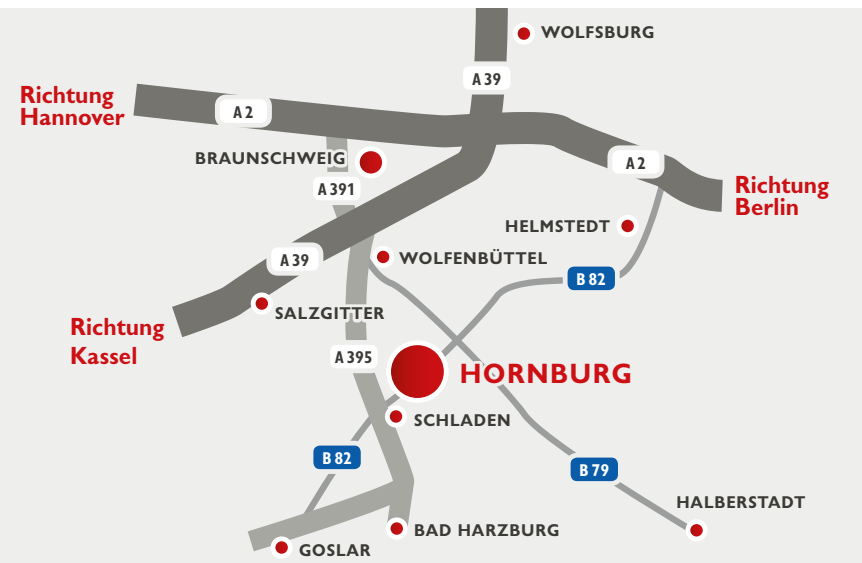 WOLFSBURG
A 39
Richtung
Hannover
A 2
BRAUNSCHWEIG
A 2
A 391
Richtung
Berlin
HELMSTEDT
A 39
WOLFENBÜTTEL
B 82
SALZGITTER
Richtung
Kassel
A 395
HORNBURG
SCHLADEN
B 82
B 79
HALBERSTADT
BAD HARZBURG
GOSLAR